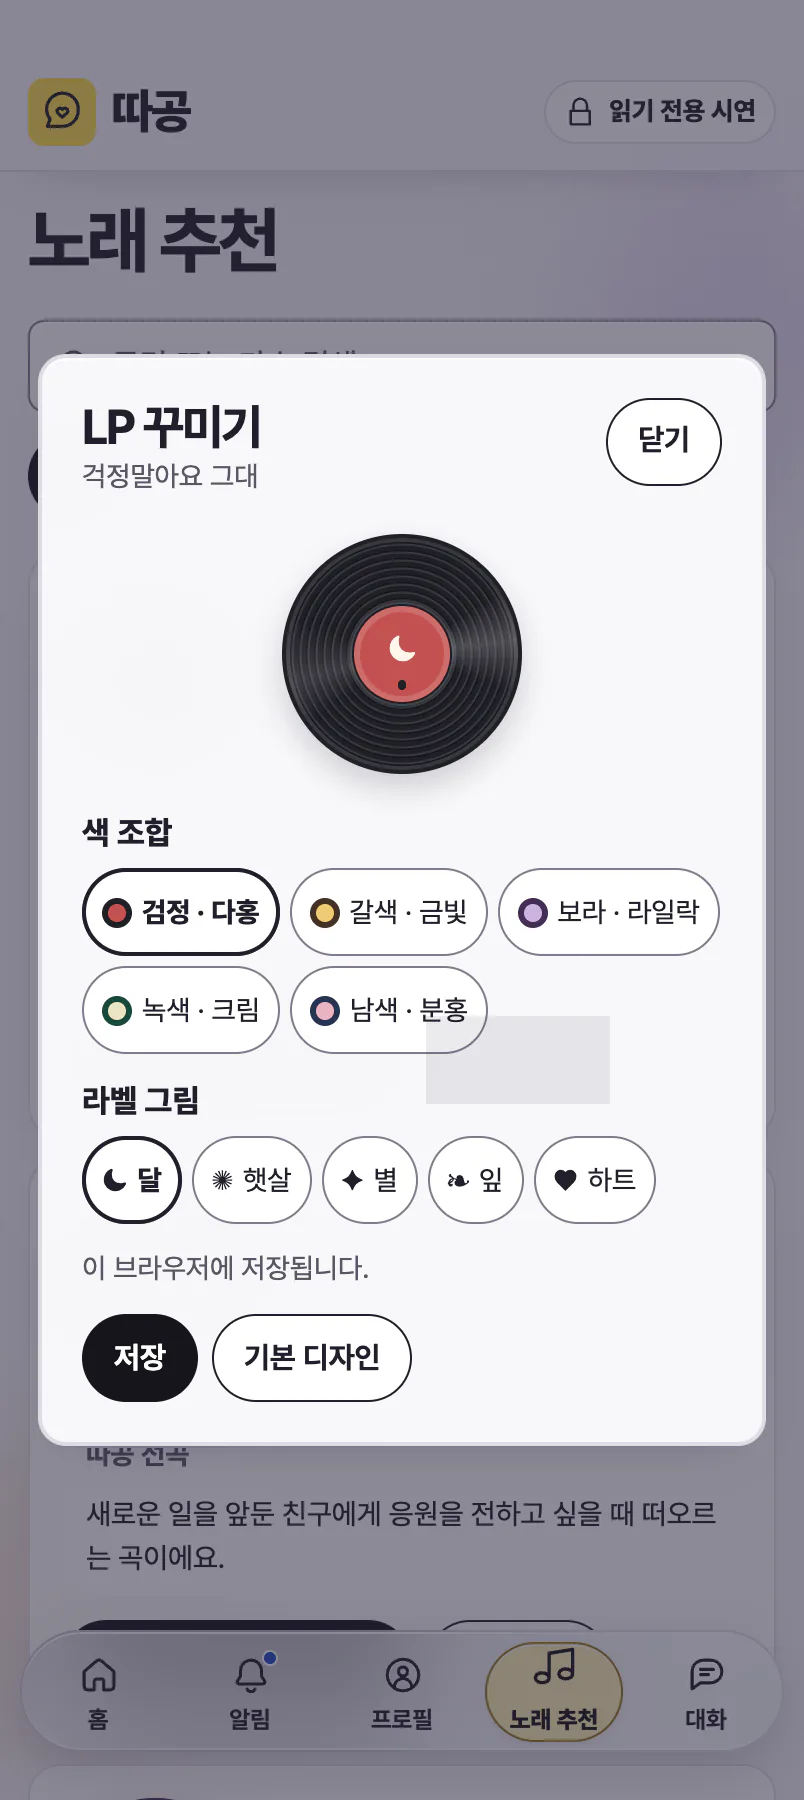 따공
읽기 전용 시연
노래 추천
LP 꾸미기
닫기
걱정말아요 그대
색 조합
검정 · 다홍
갈색 · 금빛
보라 · 라일락
녹색 · 크림
남색 · 분홍
라벨 그림
달
햇살
별
잎
하트
이 브라우저에 저장됩니다.
저장
기본 디자인
따공 선곡
새로운 일을 앞둔 친구에게 응원을 전하고 싶을 때 떠오르
는 곡이에요.
홈
알림
프로필
노래 추천
대화